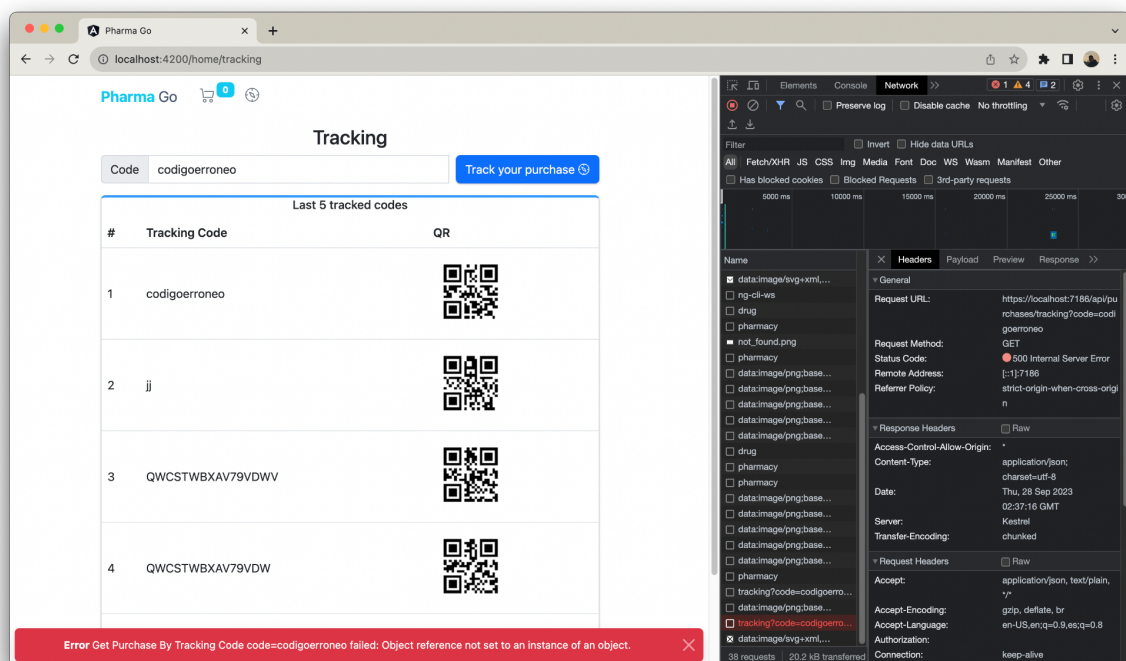 Pharma Go
localhost:4200/home/tracking
Pharma Go 0
Tracking
Code codigoerroneo Track your purchase
Last 5 tracked codes
# Tracking Code QR
1 codigoerroneo
2 jj
3 QWCSTWBXAV79VDWV
4 QWCSTWBXAV79VDW
Error Get Purchase By Tracking Code code=codigoerroneo failed: Object reference not set to an instance of an object.
Elements Console Network 1 4 2
Preserve log Disable cache No throttling
Filter Invert Hide data URLs
All Fetch/XHR JS CSS Img Media Font Doc WS Wasm Manifest Other
Has blocked cookies Blocked Requests 3rd-party requests
5000 ms 10000 ms 15000 ms 20000 ms 25000 ms 30
Name
data:image/svg+xml,...
ng-cli-ws
drug
pharmacy
not_found.png
pharmacy
data:image/png;base...
data:image/png;base...
data:image/png;base...
data:image/png;base...
data:image/png;base...
drug
pharmacy
pharmacy
data:image/png;base...
data:image/png;base...
data:image/png;base...
data:image/png;base...
data:image/png;base...
pharmacy
tracking?code=codigoerro...
data:image/png;base...
tracking?code=codigoerro...
data:image/svg+xml,...
38 requests 20.2 kB transferred
Headers Payload Preview Response
General
Request URL: https://localhost:7186/api/pu
rchases/tracking?code=codi
goerroneo
Request Method: GET
Status Code: 500 Internal Server Error
Remote Address: [::1]:7186
Referrer Policy: strict-origin-when-cross-origi
n
Response Headers Raw
Access-Control-Allow-Origin: *
Content-Type: application/json;
charset=utf-8
Date: Thu, 28 Sep 2023
02:37:16 GMT
Server: Kestrel
Transfer-Encoding: chunked
Request Headers Raw
Accept: application/json, text/plain,
*/*
Accept-Encoding: gzip, deflate, br
Accept-Language: en-US,en;q=0.9,es;q=0.8
Authorization:
Connection: keep-alive